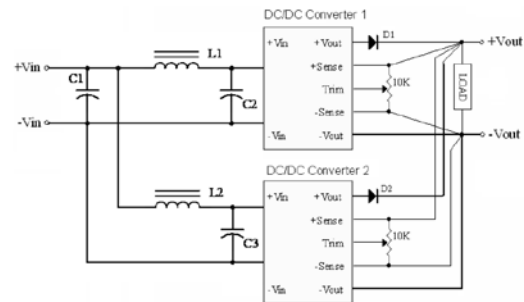 DC/DC Converter 1
+Vin
+Vout
D1
+Vout
+Vin
L1
+Sense
C1
C2
Trim
10K
LOAD
-Sense
-Vin
-Vin
-Vout
-Vout
DC/DC Converter 2
L2
+Vin
+Vout
D2
+Sense
C3
Trim
10K
-Sense
-Vin
-Vout